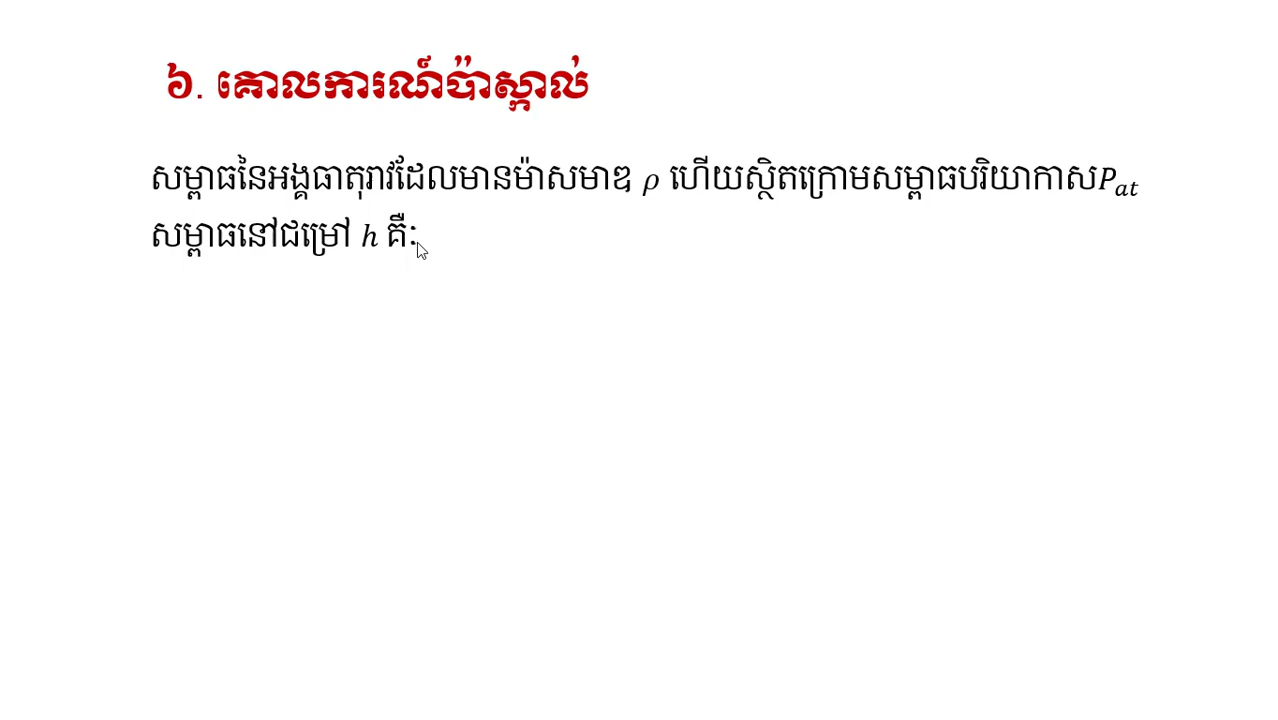 ៦. គោលការណ៍ប៉ាស្កាល់
សម្ពាធនៃអង្គធាតុរាវដែលមានម៉ាសមាឌ ρ ហើយស្ថិតក្រោមសម្ពាធបរិយាកាសP_{at}
សម្ពាធនៅជម្រៅ h គឺៈ